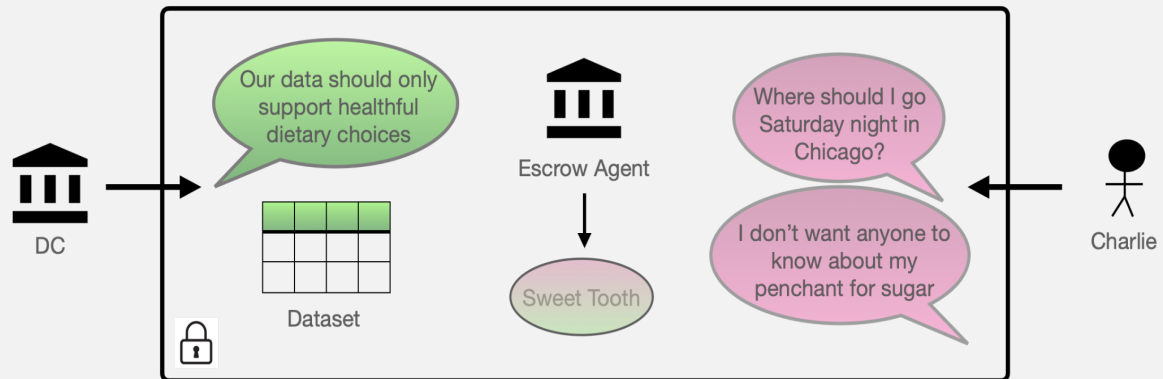 Our data should only
support healthful
dietary choices
DC
Dataset
Escrow Agent
Sweet Tooth
Where should I go
Saturday night in
Chicago?
I don't want anyone to
know about my
penchant for sugar
Charlie